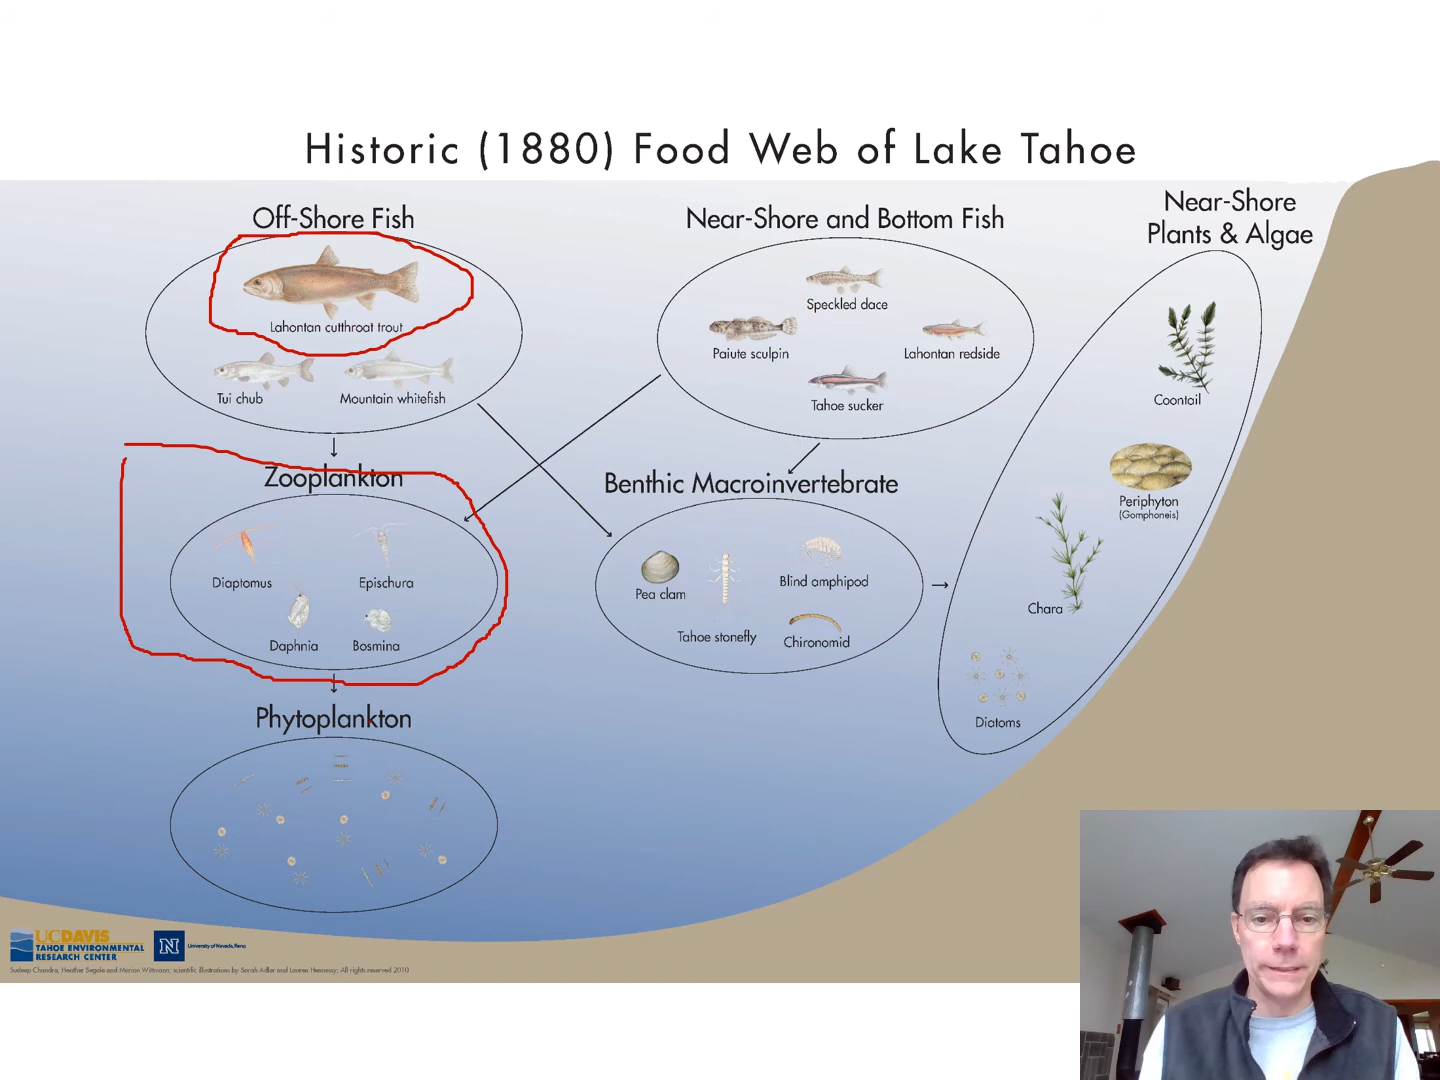 Historic (1880) Food Web of Lake Tahoe
Off-Shore Fish
Lahontan cutthroat trout
Tui chub
Mountain whitefish
Near-Shore and Bottom Fish
Speckled dace
Paiute sculpin
Lahontan redside
Tahoe sucker
Near-Shore
Plants & Algae
Coontail
Periphyton
(Gomphoneis)
Chara
Diatoms
Zooplankton
Diaptomus
Epischura
Daphnia
Bosmina
Benthic Macroinvertebrate
Pea clam
Tahoe stonefly
Blind amphipod
Chironomid
Phytoplankton
UCDAVIS
TAHOE ENVIRONMENTAL
RESEARCH CENTER
N
University of Nevada, Reno
Sudeep Chandra, Heather Segale and Marion Wittmann; scientific illustrations by Sarah Adler and Lauren Hennessy; All rights reserved 2010